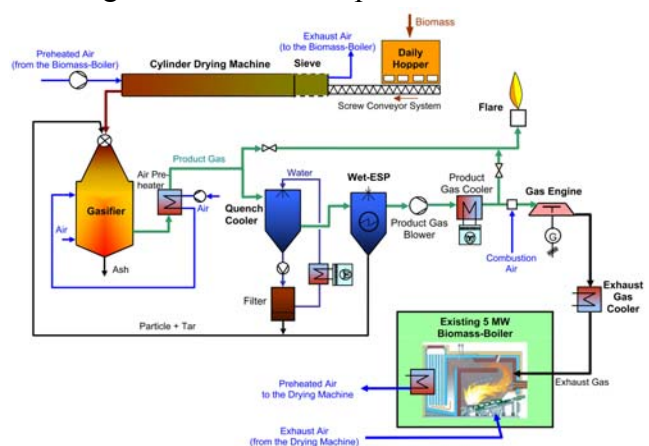 Biomass
Exhaust Air
(to the Biomass-Boiler)
Daily
Hopper
Preheated Air
(from the Biomass-Boiler)
Cylinder Drying Machine
Sieve
Screw Conveyor System
Flare
Product Gas
Air Pre-
heater
Gasifier
Air
Air
Ash
Water
Quench
Cooler
Filter
Wet-ESP
Product Gas
Blower
Product
Gas Cooler
Gas Engine
G
Combustion
Air
Exhaust
Gas
Cooler
Particle + Tar
Existing 5 MW
Biomass-Boiler
Exhaust Gas
Preheated Air
to the Drying Machine
Exhaust Air
(from the Drying Machine)